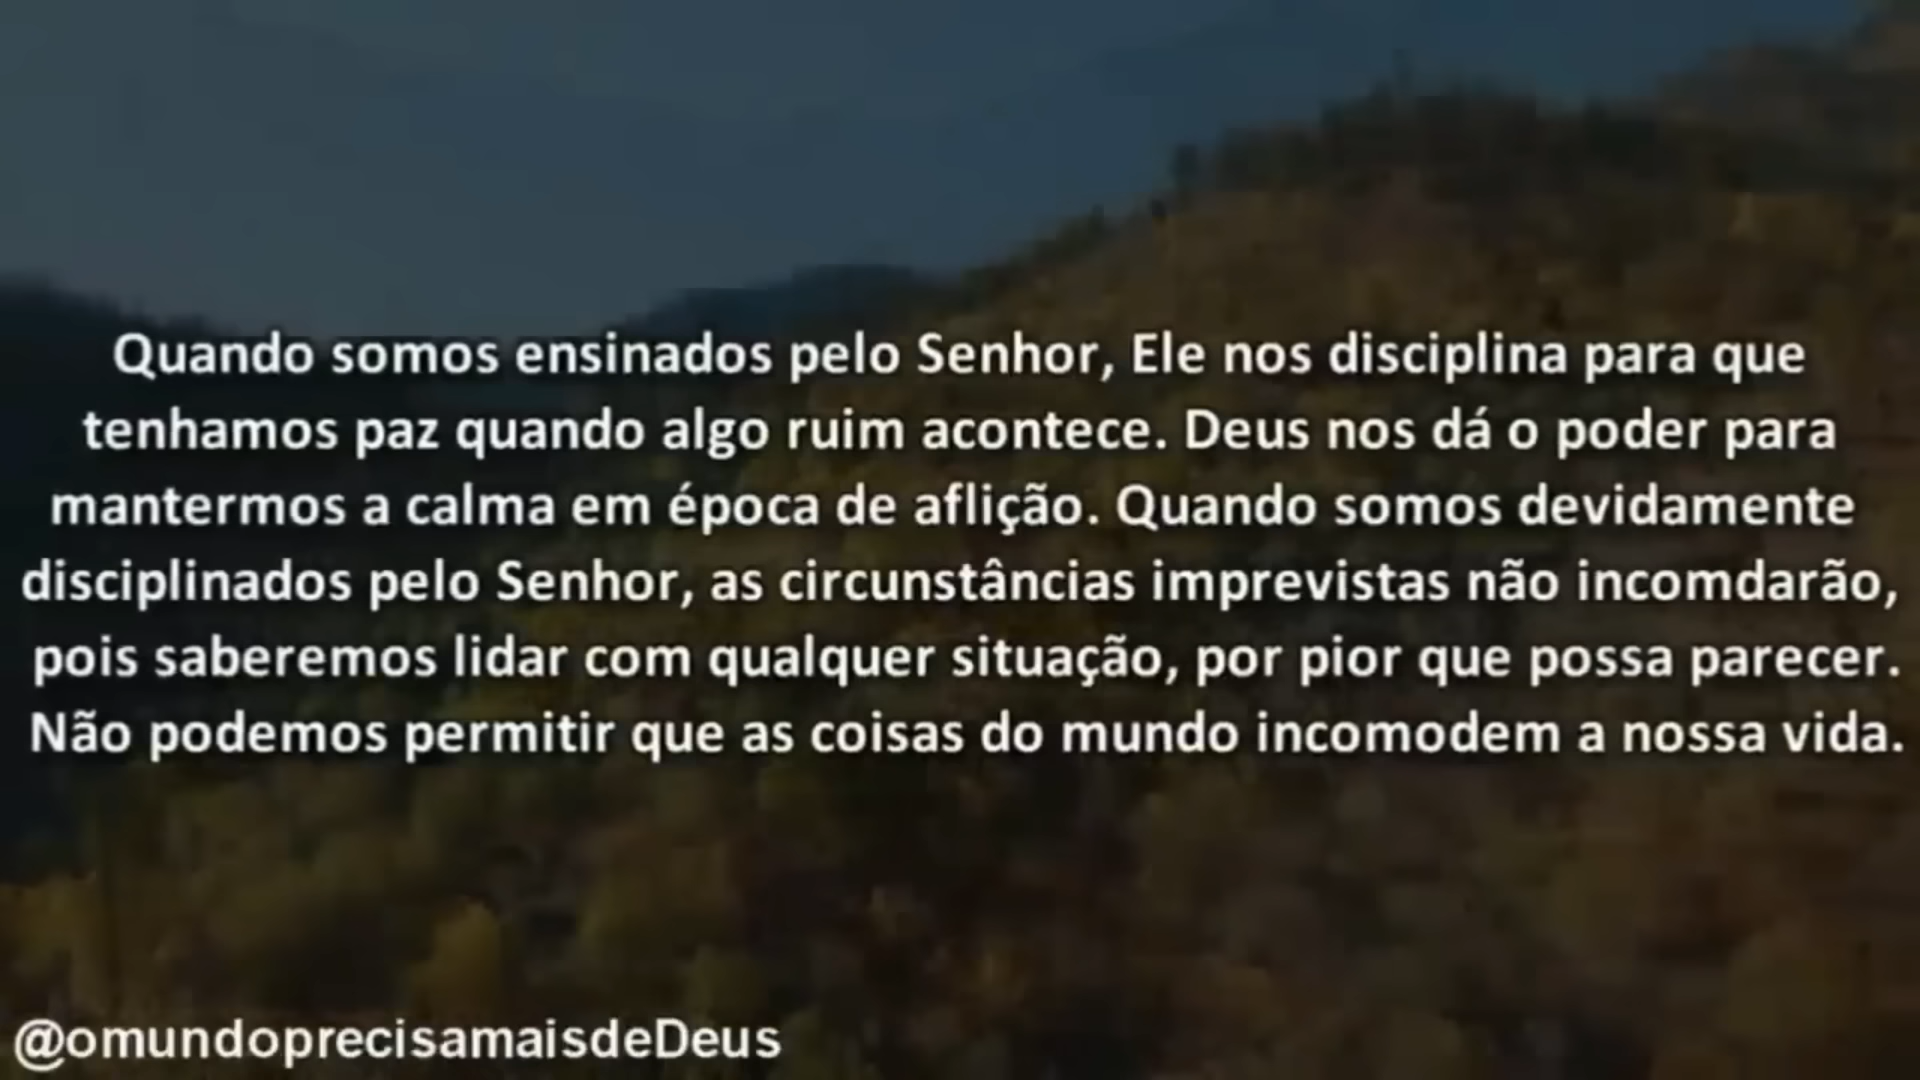 Quando somos ensinados pelo Senhor, Ele nos disciplina para que
tenhamos paz quando algo ruim acontece. Deus nos dá o poder para
mantermos a calma em época de aflição. Quando somos devidamente
disciplinados pelo Senhor, as circunstâncias imprevistas não incomdarão,
pois saberemos lidar com qualquer situação, por pior que possa parecer.
Não podemos permitir que as coisas do mundo incomodem a nossa vida.
@omundoprecisamaisdeDeus